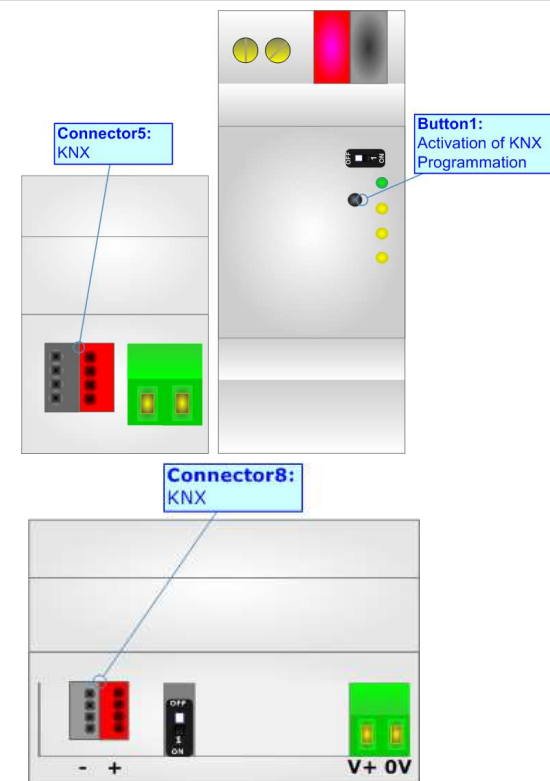 Connector5:
KNX
OFF
1
ON
Button1:
Activation of KNX
Programmation
Connector8:
KNX
OFF
1
ON
- +
V+ 0V